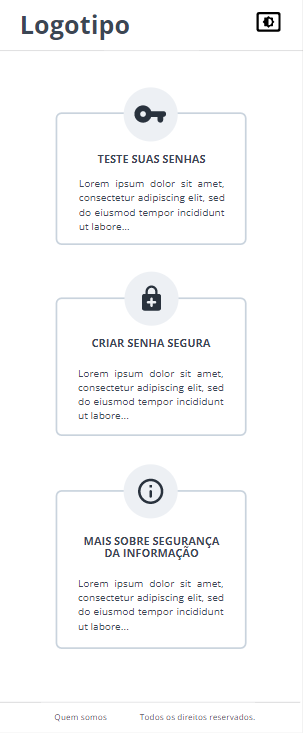 Logotipo
TESTE SUAS SENHAS
Lorem ipsum dolor sit amet,
consectetur adipiscing elit, sed
do eiusmod tempor incididunt
ut labore...
CRIAR SENHA SEGURA
Lorem ipsum dolor sit amet,
consectetur adipiscing elit, sed
do eiusmod tempor incididunt
ut labore...
MAIS SOBRE SEGURANÇA
DA INFORMAÇÃO
Lorem ipsum dolor sit amet,
consectetur adipiscing elit, sed
do eiusmod tempor incididunt
ut labore...
Quem somos Todos os direitos reservados.